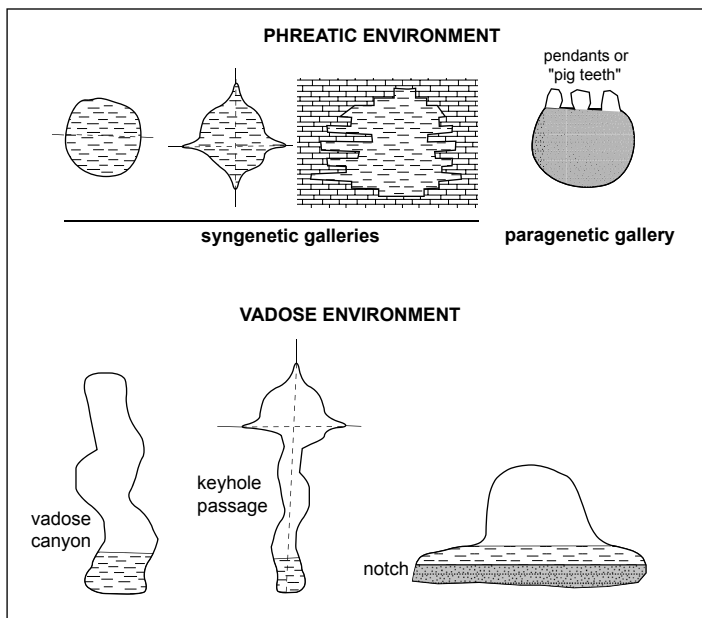 PHREATIC ENVIRONMENT
pendants or
"pig teeth"
syngenetic galleries
paragenetic gallery
VADOSE ENVIRONMENT
vadose
canyon
keyhole
passage
notch